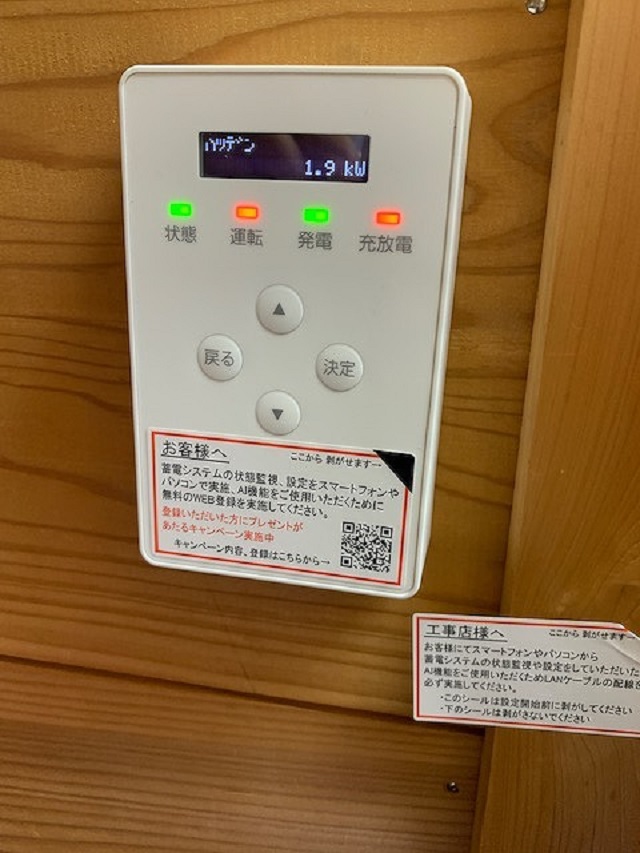 ハツデン
1.9 kW
状態 運転 発電 充放電
▲
戻る 決定
▼
お客様へ
ここから 剥がせます→
蓄電システムの状態監視、設定をスマートフォンや
パソコンで実施、AI機能をご使用いただくために
無料のWEB登録を実施してください。
登録いただいた方にプレゼントが
あたるキャンペーン実施中
キャンペーン内容、登録はこちらから→
工事店様へ
ここから 剥がせます→
お客様にてスマートフォンやパソコンから
蓄電システムの状態監視や設定をしていただいた
AI機能をご使用いただくためLANケーブルの配線を
必ず実施してください。
・このシールは設定開始前に剥がしてください
・下のシールは剥がさないでください